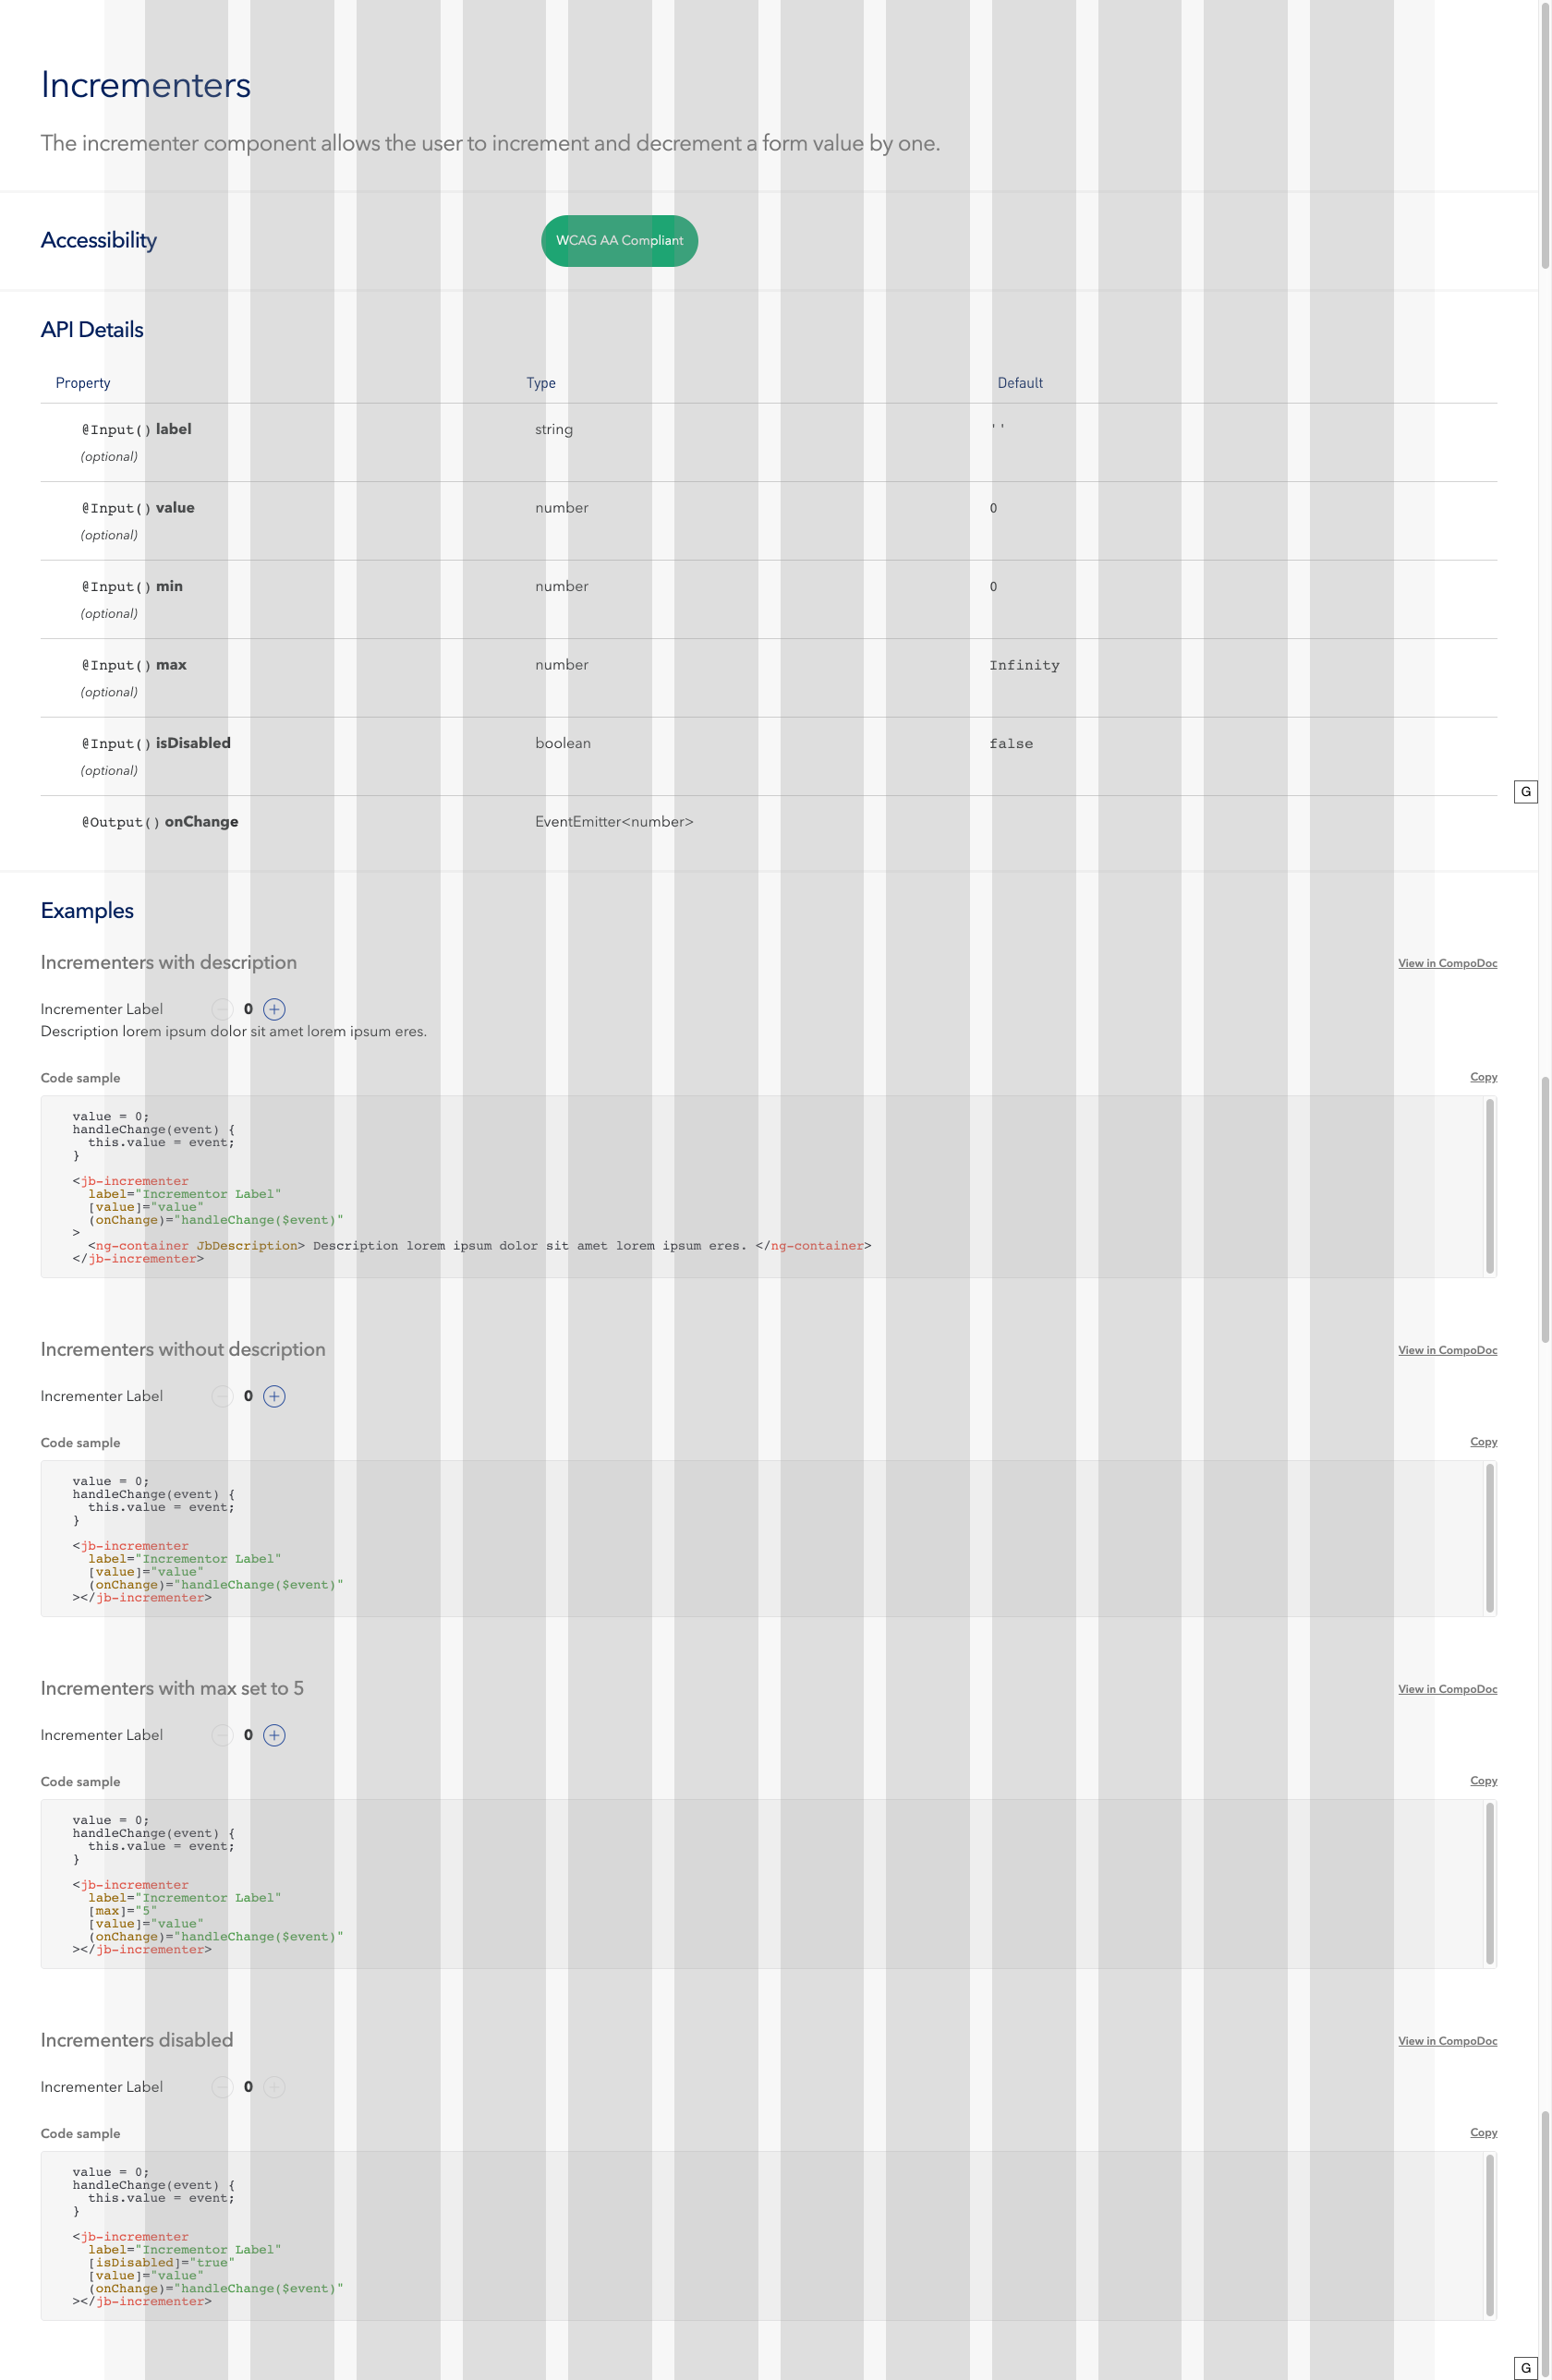 Incrementers
The incrementer component allows the user to increment and decrement a form value by one.
Accessibility
WCAG AA Compliant
API Details
Property Type Default
@Input() label string ''
(optional)
@Input() value number 0
(optional)
@Input() min number 0
(optional)
@Input() max number Infinity
(optional)
@Input() isDisabled boolean false
(optional)
G
@Output() onChange EventEmitter<number>
Examples
Incrementers with description View in CompoDoc
Incrementer Label 0
Description lorem ipsum dolor sit amet lorem ipsum eres.
Code sample Copy
value = 0;
handleChange(event) {
this.value = event;
}
<jb-incrementer
label="Incrementor Label"
[value]="value"
(onChange)="handleChange($event)"
>
<ng-container JbDescription> Description lorem ipsum dolor sit amet lorem ipsum eres. </ng-container>
</jb-incrementer>
Incrementers without description View in CompoDoc
Incrementer Label 0
Code sample Copy
value = 0;
handleChange(event) {
this.value = event;
}
<jb-incrementer
label="Incrementor Label"
[value]="value"
(onChange)="handleChange($event)"
></jb-incrementer>
Incrementers with max set to 5 View in CompoDoc
Incrementer Label 0
Code sample Copy
value = 0;
handleChange(event) {
this.value = event;
}
<jb-incrementer
label="Incrementor Label"
[max]="5"
[value]="value"
(onChange)="handleChange($event)"
></jb-incrementer>
Incrementers disabled View in CompoDoc
Incrementer Label 0
Code sample Copy
value = 0;
handleChange(event) {
this.value = event;
}
<jb-incrementer
label="Incrementor Label"
[isDisabled]="true"
[value]="value"
(onChange)="handleChange($event)"
></jb-incrementer>
G